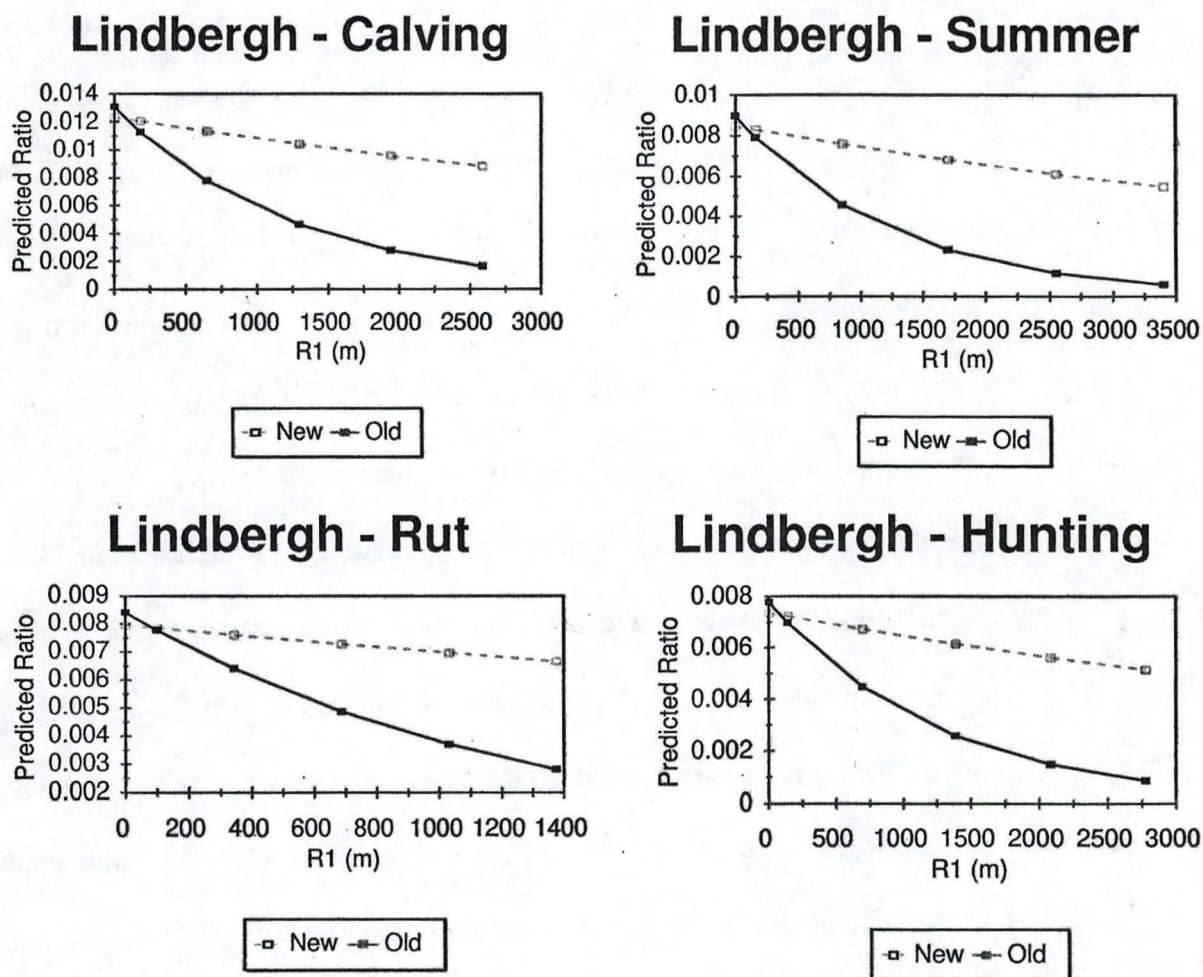 Lindbergh - Calving
0.014
0.012
0.01
0.008
0.006
0.004
0.002
0
Predicted Ratio
0 500 1000 1500 2000 2500 3000
R1 (m)
New Old
Lindbergh - Summer
0.01
0.008
0.006
0.004
0.002
0
Predicted Ratio
0 500 1000 1500 2000 2500 3000 3500
R1 (m)
New Old
Lindbergh - Rut
0.009
0.008
0.007
0.006
0.005
0.004
0.003
0.002
Predicted Ratio
0 200 400 600 800 1000 1200 1400
R1 (m)
New Old
Lindbergh - Hunting
0.008
0.006
0.004
0.002
0
Predicted Ratio
0 500 1000 1500 2000 2500 3000
R1 (m)
New Old